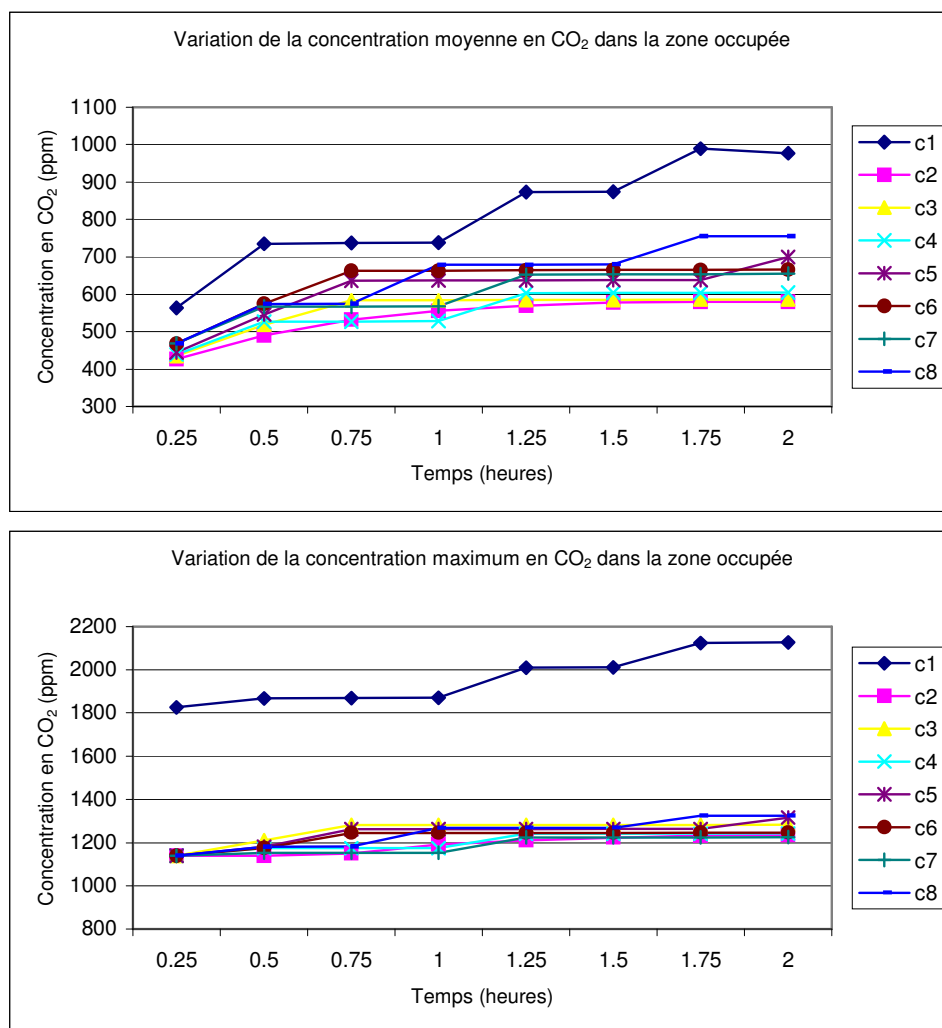 Variation de la concentration moyenne en CO₂ dans la zone occupée
Concentration en CO₂ (ppm)
1100
1000
900
800
700
600
500
400
300
0.25 0.5 0.75 1 1.25 1.5 1.75 2
Temps (heures)
c1
c2
c3
c4
c5
c6
c7
c8
Variation de la concentration maximum en CO₂ dans la zone occupée
Concentration en CO₂ (ppm)
2200
2000
1800
1600
1400
1200
1000
800
0.25 0.5 0.75 1 1.25 1.5 1.75 2
Temps (heures)
c1
c2
c3
c4
c5
c6
c7
c8